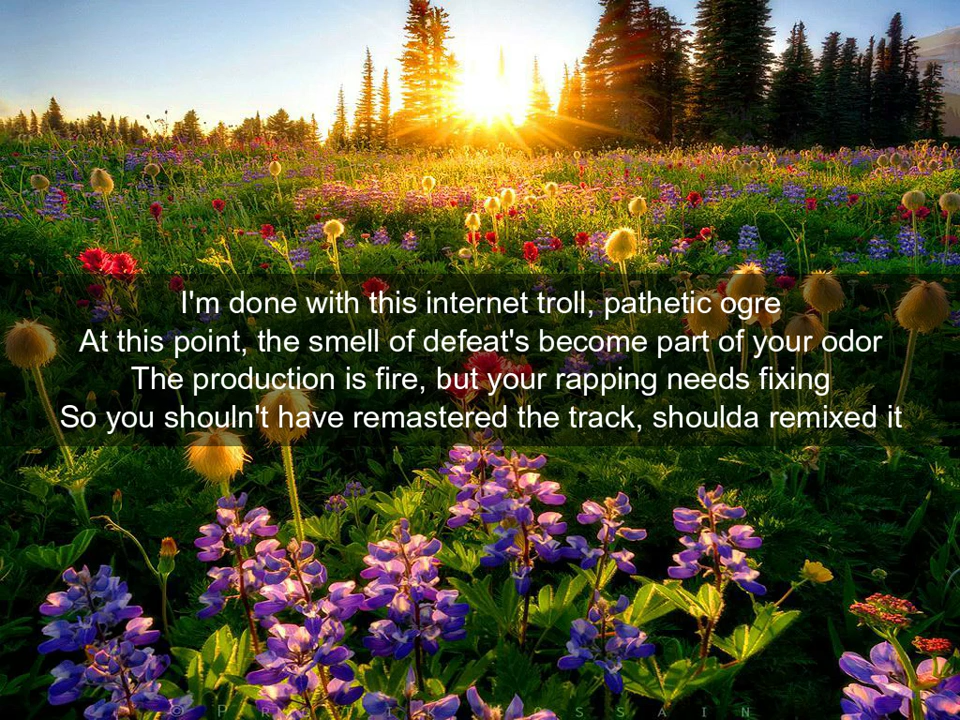 I'm done with this internet troll, pathetic ogre
At this point, the smell of defeat's become part of your odor
The production is fire, but your rapping needs fixing
So you shouln't have remastered the track, shoulda remixed it